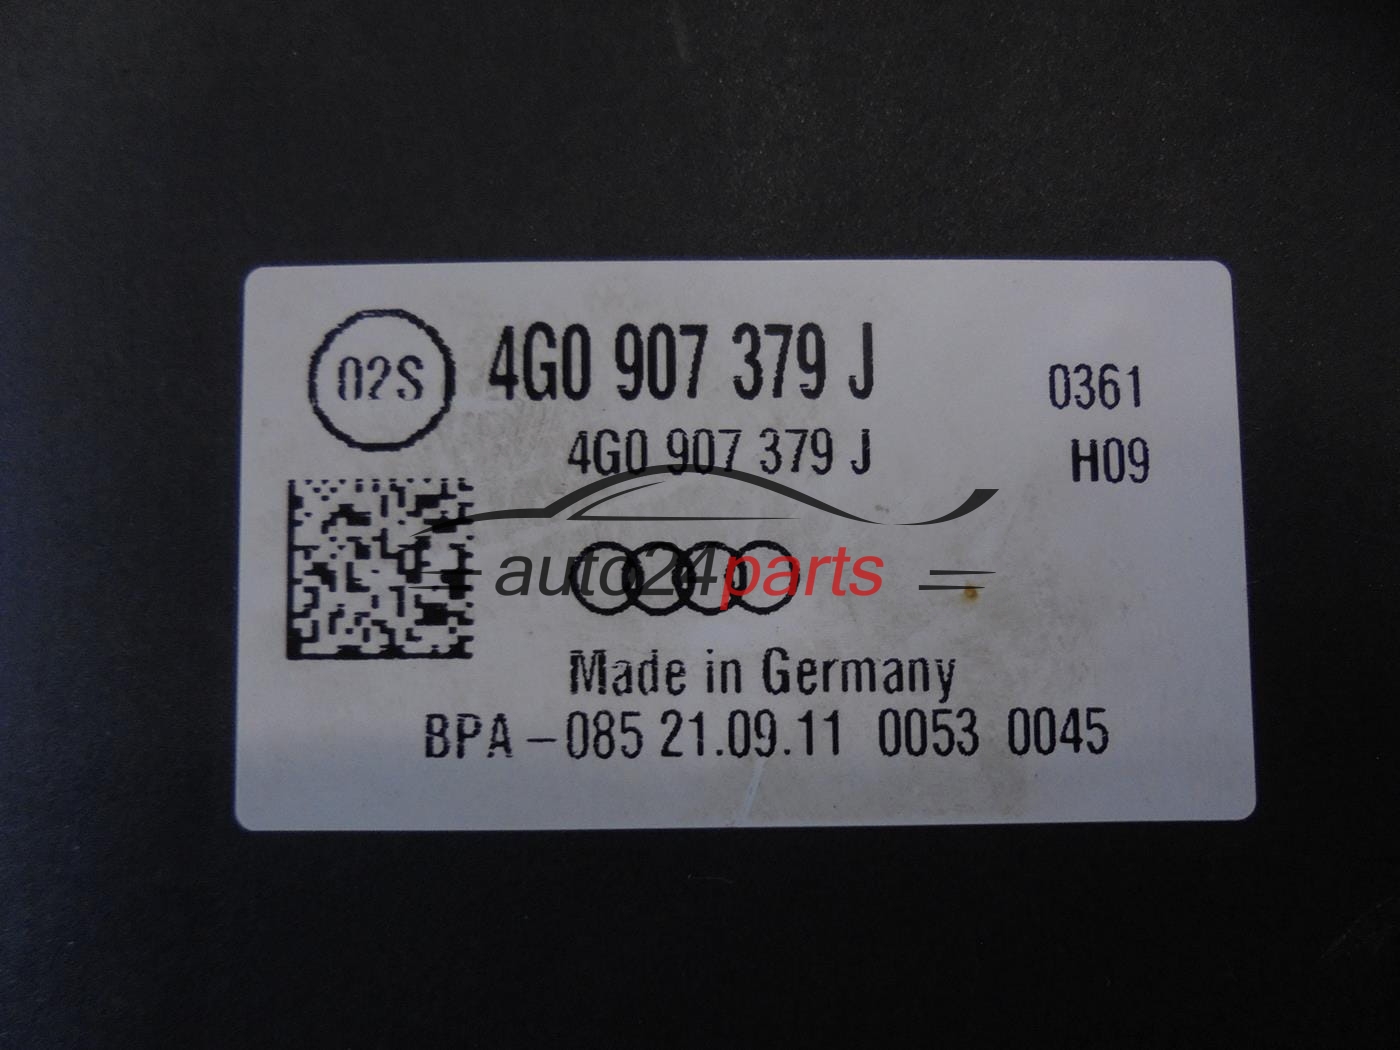 02S 4G0 907 379 J 0361
4G0 907 379 J H09
auto24parts
Made in Germany
BPA-085 21.09.11 0053 0045